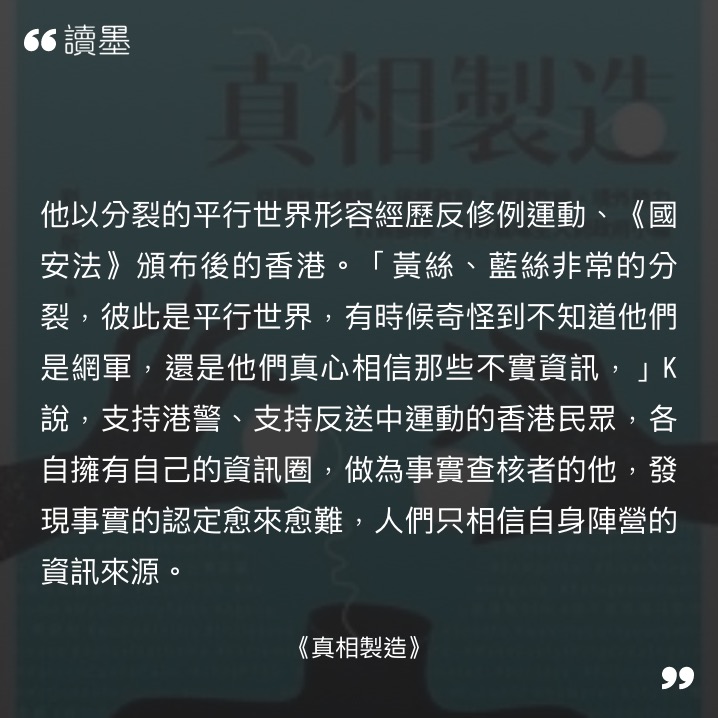 讀墨
真相製造
他以分裂的平行世界形容經歷反修例運動、《國
安法》頒布後的香港。「黃絲、藍絲非常的分
裂，彼此是平行世界，有時候奇怪到不知道他們
是網軍，還是他們真心相信那些不實資訊，」K
說，支持港警、支持反送中運動的香港民眾，各
自擁有自己的資訊圈，做為事實查核者的他，發
現事實的認定愈來愈難，人們只相信自身陣營的
資訊來源。
《真相製造》